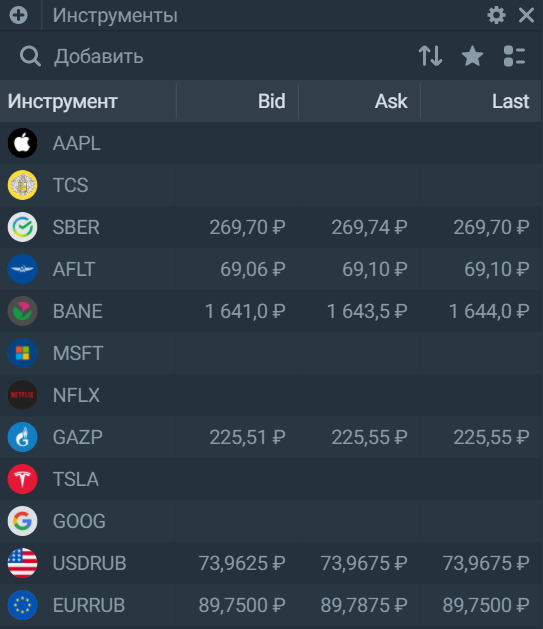 Инструменты
Добавить
Инструмент Bid Ask Last
AAPL
TCS
SBER 269,70 ₽ 269,74 ₽ 269,70 ₽
AFLT 69,06 ₽ 69,10 ₽ 69,10 ₽
BANE 1 641,0 ₽ 1 643,5 ₽ 1 644,0 ₽
MSFT
NETFLIX NFLX
GAZP 225,51 ₽ 225,55 ₽ 225,55 ₽
TSLA
GOOG
USDRUB 73,9625 ₽ 73,9675 ₽ 73,9675 ₽
EURRUB 89,7500 ₽ 89,7875 ₽ 89,7500 ₽